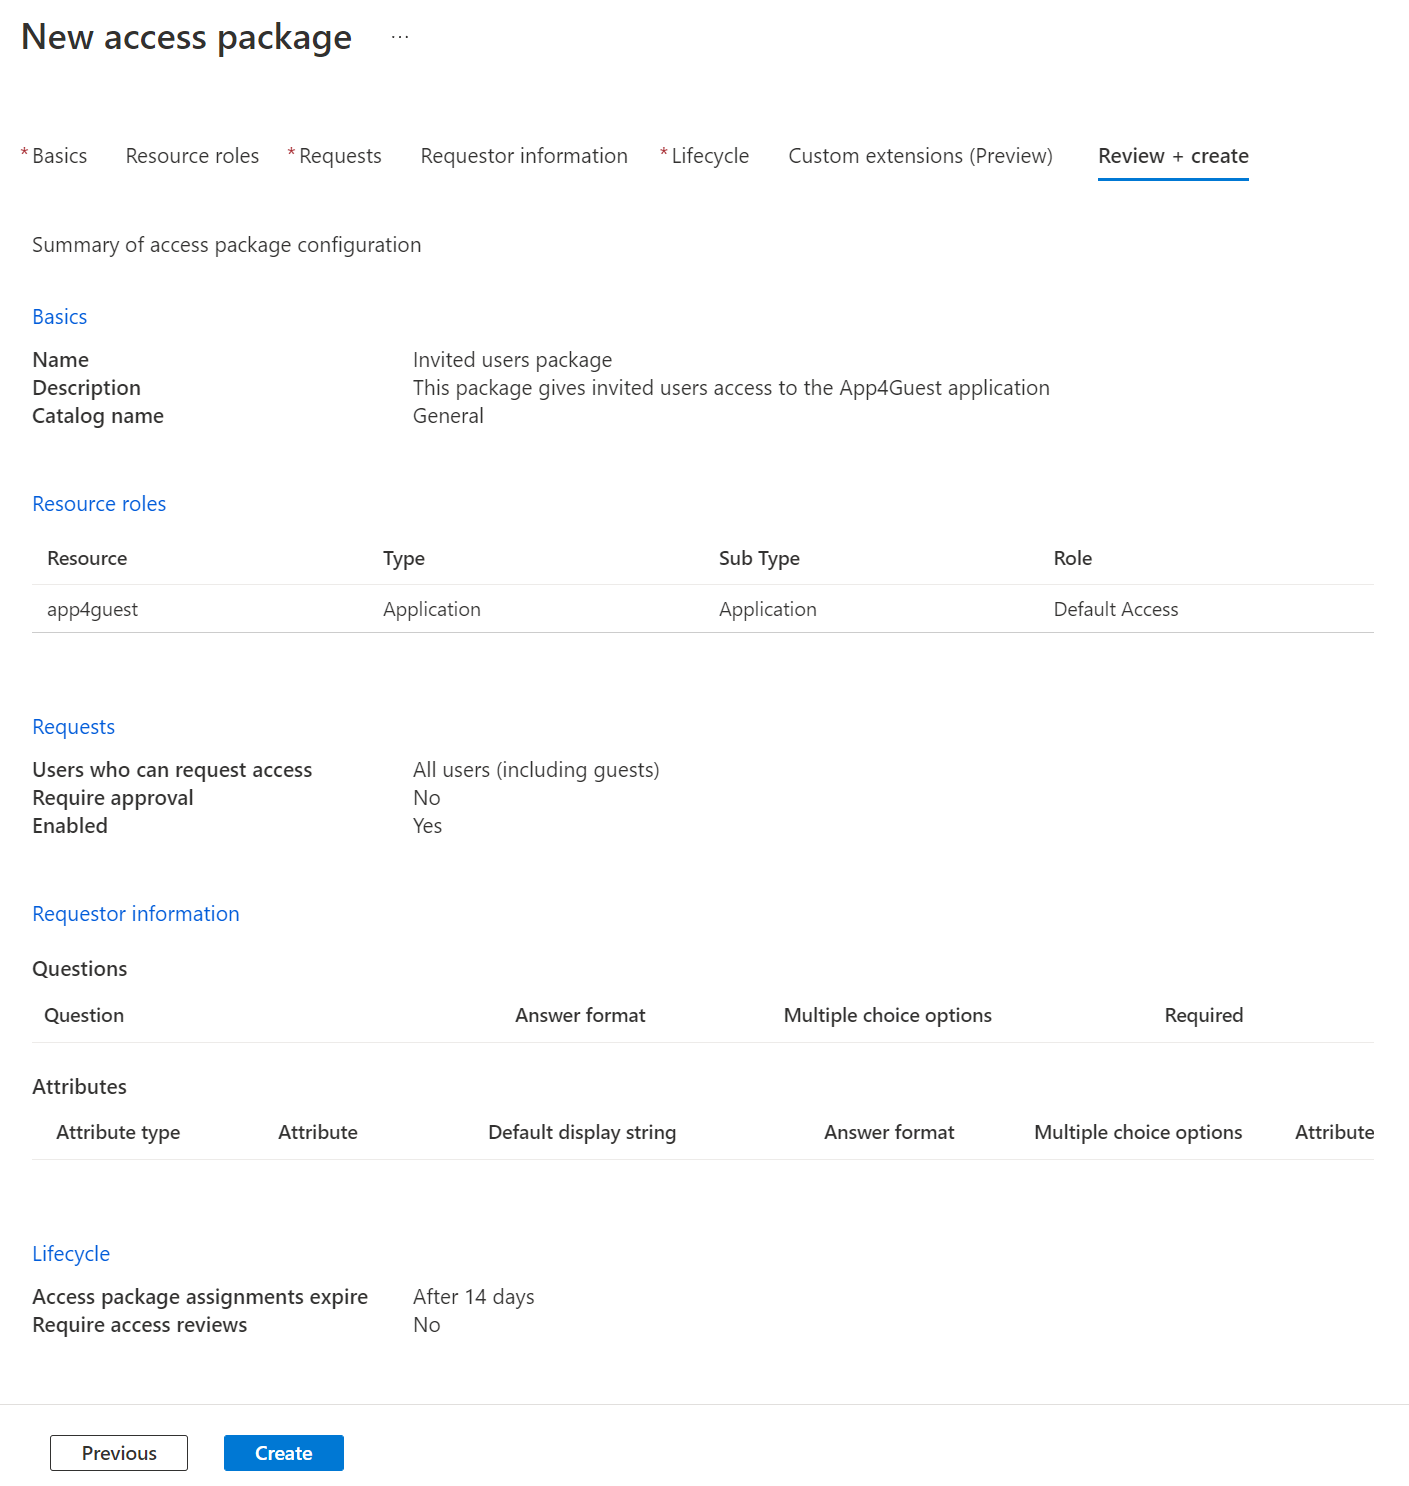 New access package ...
* Basics Resource roles * Requests Requestor information * Lifecycle Custom extensions (Preview) Review + create
Summary of access package configuration
Basics
Name Invited users package
Description This package gives invited users access to the App4Guest application
Catalog name General
Resource roles
Resource Type Sub Type Role
app4guest Application Application Default Access
Requests
Users who can request access All users (including guests)
Require approval No
Enabled Yes
Requestor information
Questions
Question Answer format Multiple choice options Required
Attributes
Attribute type Attribute Default display string Answer format Multiple choice options Attribute
Lifecycle
Access package assignments expire After 14 days
Require access reviews No
Previous Create